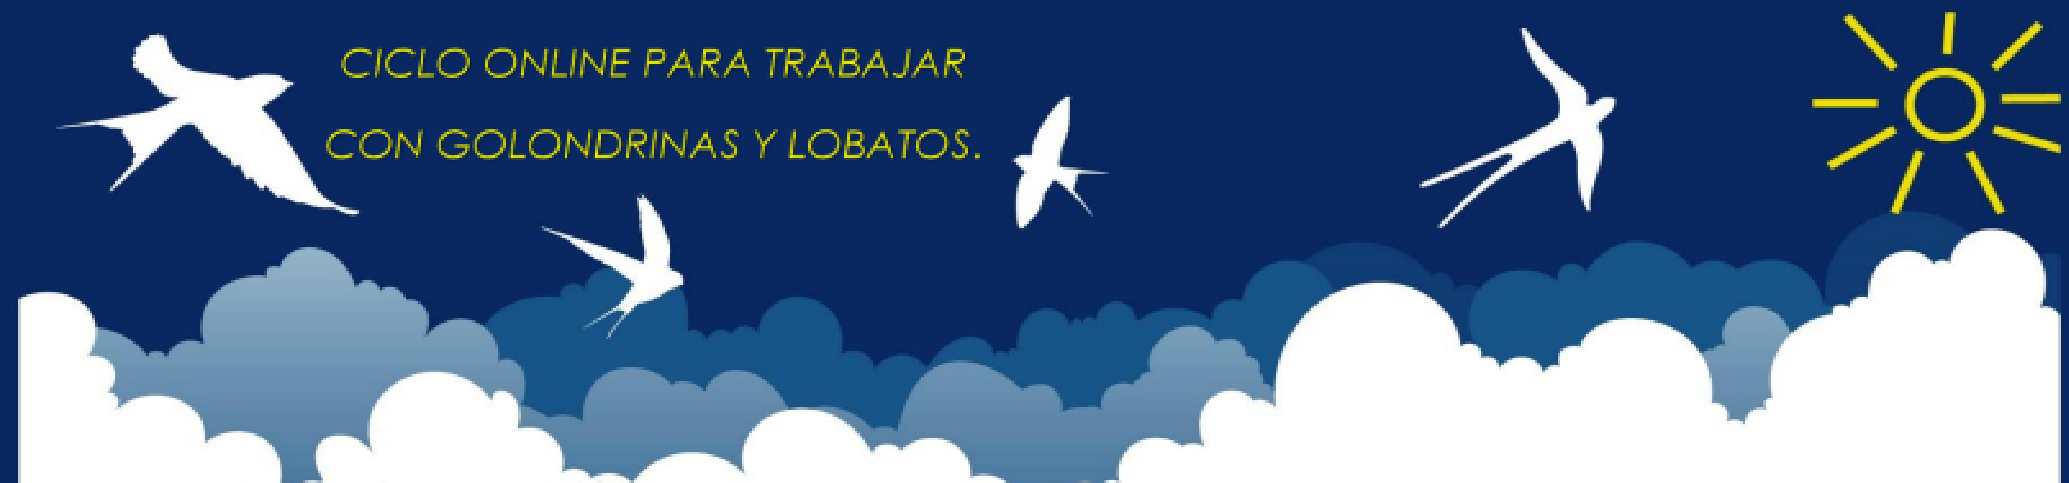 CICLO ONLINE PARA TRABAJAR
CON GOLONDRINAS Y LOBATOS.